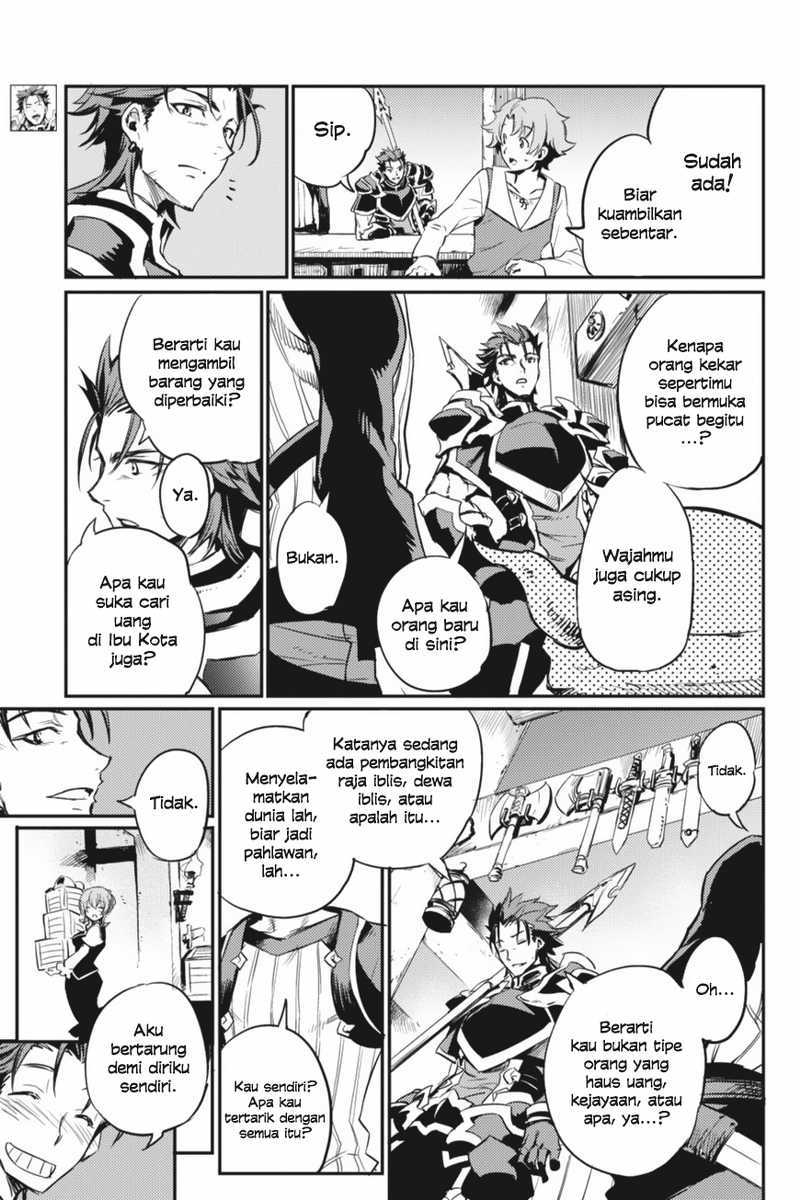 Sudah
ada!
Biar
kuambilkan
sebentar.
Sip.
Kenapa
orang kekar
sepertimu
bisa bermuka
pucat begitu
...?
Wajahmu
juga cukup
asing.
Apa kau
orang baru
di sini?
Bukan.
Berarti kau
mengambil
barang yang
diperbaiki?
Ya.
Apa kau
suka cari
uang
di Ibu Kota
juga?
Tidak.
Oh...
Berarti
kau bukan tipe
orang yang
haus uang,
kejayaan, atau
apa, ya...?
Katanya sedang
ada pembangkitan
raja iblis, dewa
iblis, atau
apalah itu...
Menyela-
matkan
dunia lah,
biar jadi
pahlawan,
lah...
Kau sendiri?
Apa kau
tertarik dengan
semua itu?
Tidak.
Aku
bertarung
demi diriku
sendiri.